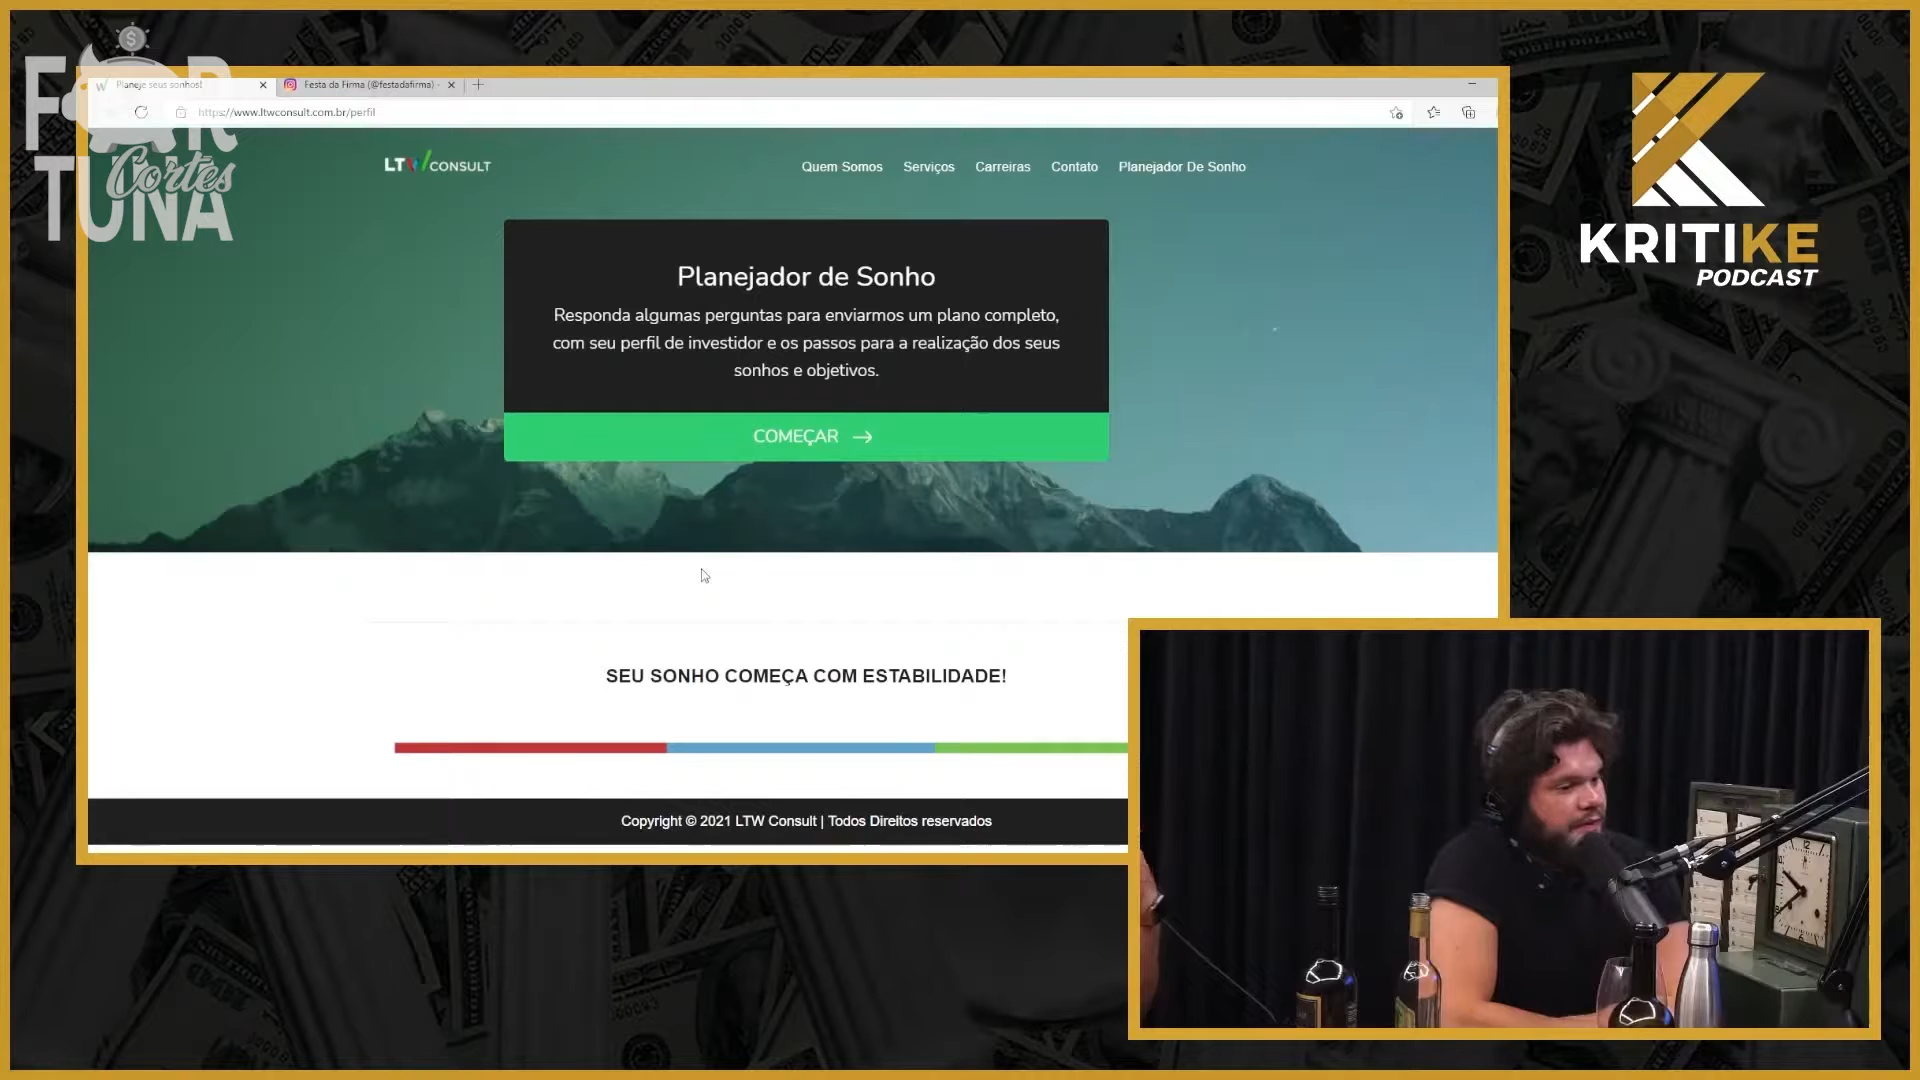 FORTUNA
Cortes
Planeje seus sonhos!
Festa da Firma (@festadafirma) ·
https://www.ltwconsult.com.br/perfil
LTW CONSULT
Quem Somos
Serviços
Carreiras
Contato
Planejador De Sonho
Planejador de Sonho
Responda algumas perguntas para enviarmos um plano completo,
com seu perfil de investidor e os passos para a realização dos seus
sonhos e objetivos.
COMEÇAR →
SEU SONHO COMEÇA COM ESTABILIDADE!
Copyright © 2021 LTW Consult | Todos Direitos reservados
KRITIKE
PODCAST
12